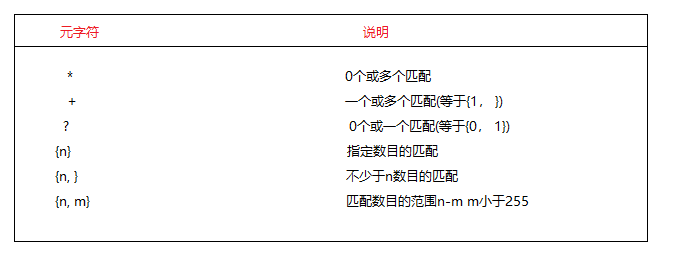 元字符 说明
* 0个或多个匹配
+ 一个或多个匹配(等于{1， })
? 0个或一个匹配(等于{0， 1})
{n} 指定数目的匹配
{n, } 不少于n数目的匹配
{n, m} 匹配数目的范围n-m m小于255